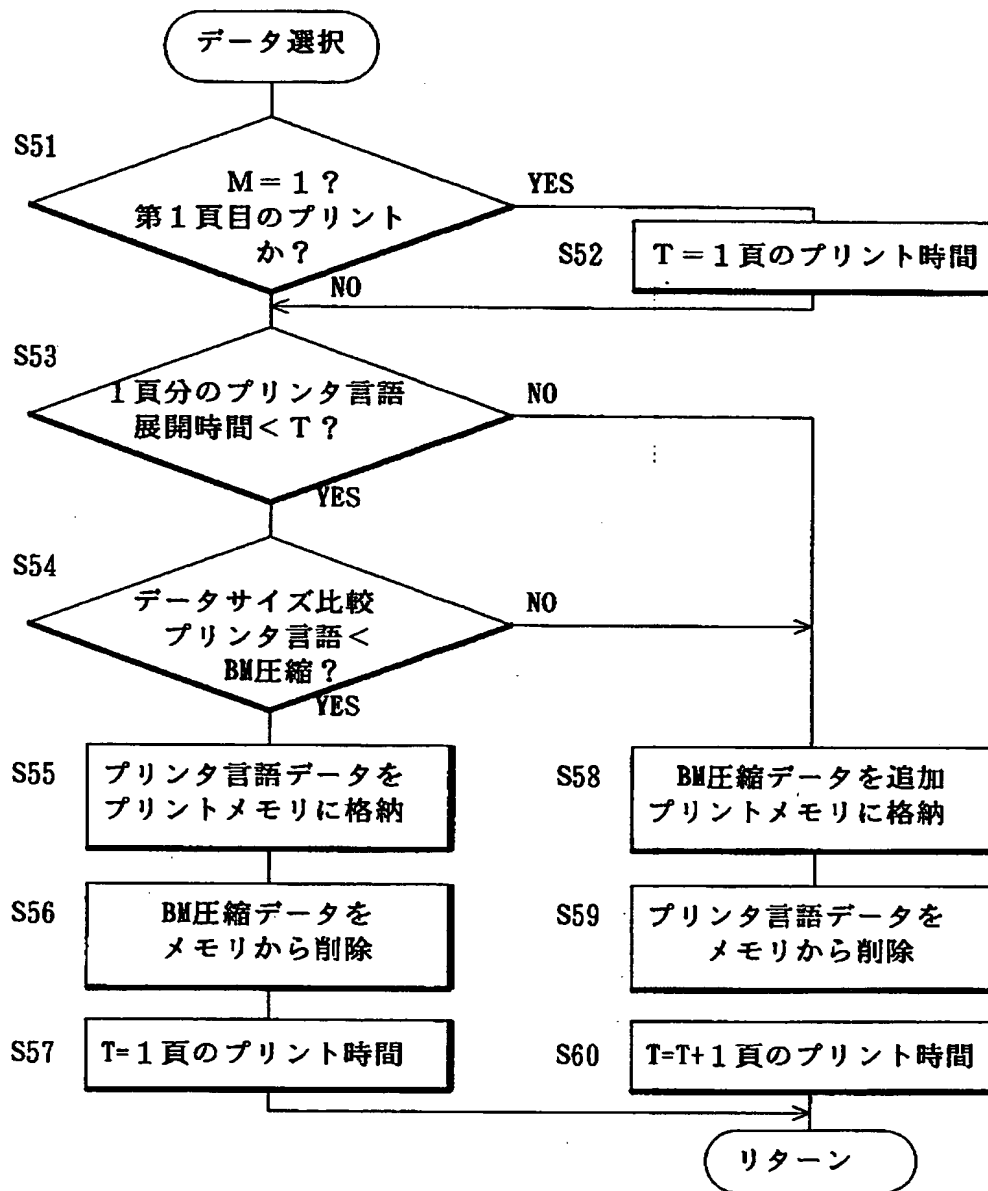 データ選択
S51
M=1?
第1頁目のプリント
か?
YES
S52
T=1頁のプリント時間
NO
S53
1頁分のプリンタ言語
展開時間<T?
NO
YES
S54
データサイズ比較
プリンタ言語<
BM圧縮?
NO
YES
S55
プリンタ言語データを
プリントメモリに格納
S58
BM圧縮データを追加
プリントメモリに格納
S56
BM圧縮データを
メモリから削除
S59
プリンタ言語データを
メモリから削除
S57
T=1頁のプリント時間
S60
T=T+1頁のプリント時間
リターン